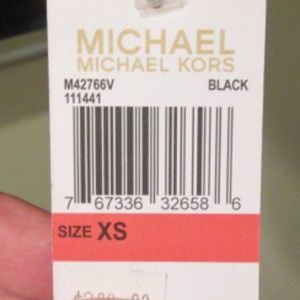 MICHAEL
MICHAEL KORS
M42766V
111441 BLACK
7 67336 32658 6
SIZE XS